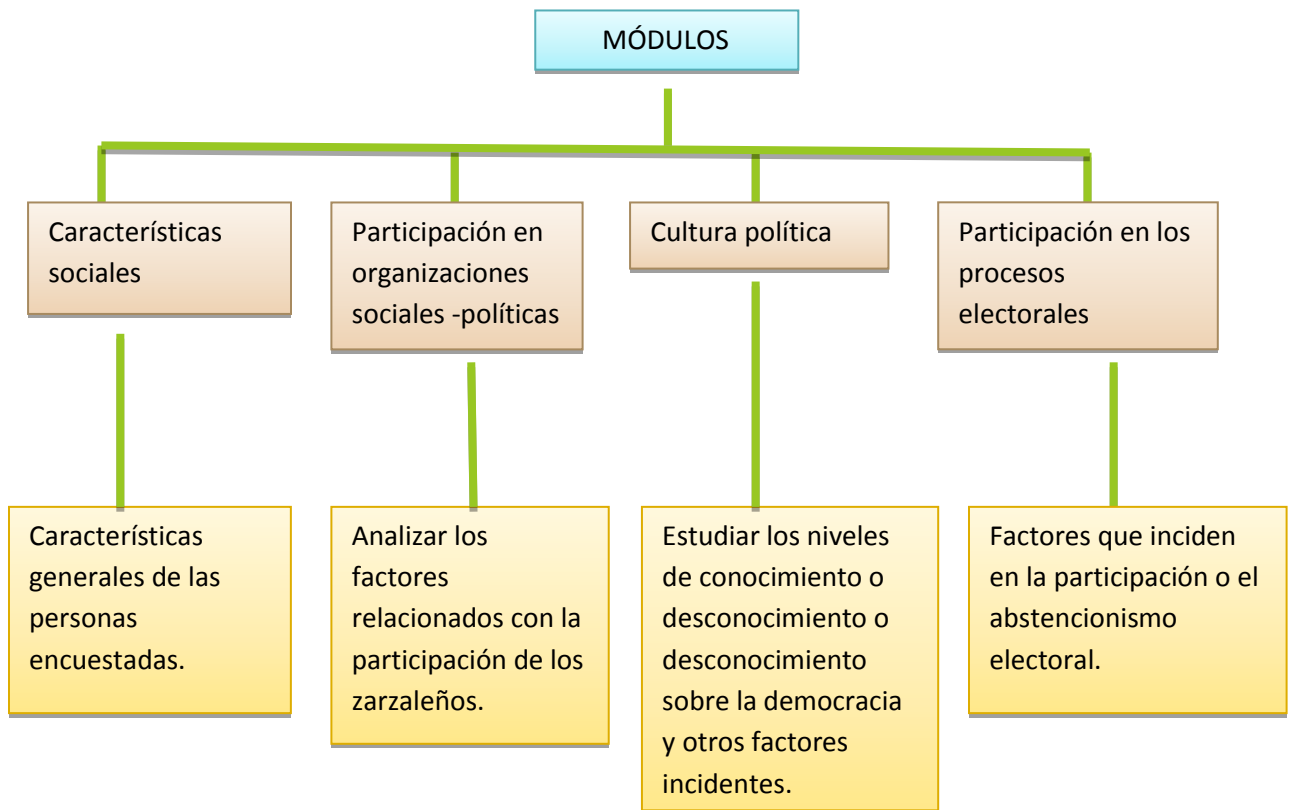 MÓDULOS
Características
sociales
Participación en
organizaciones
sociales -políticas
Cultura política
Participación en los
procesos
electorales
Características
generales de las
personas
encuestadas.
Analizar los
factores
relacionados con la
participación de los
zarzaleños.
Estudiar los niveles
de conocimiento o
desconocimiento o
desconocimiento
sobre la democracia
y otros factores
incidentes.
Factores que inciden
en la participación o el
abstencionismo
electoral.